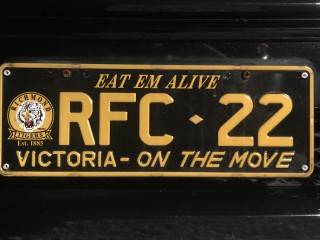 EAT EM ALIVE
RICHMOND
TIGERS
Est. 1885
RFC · 22
VICTORIA - ON THE MOVE